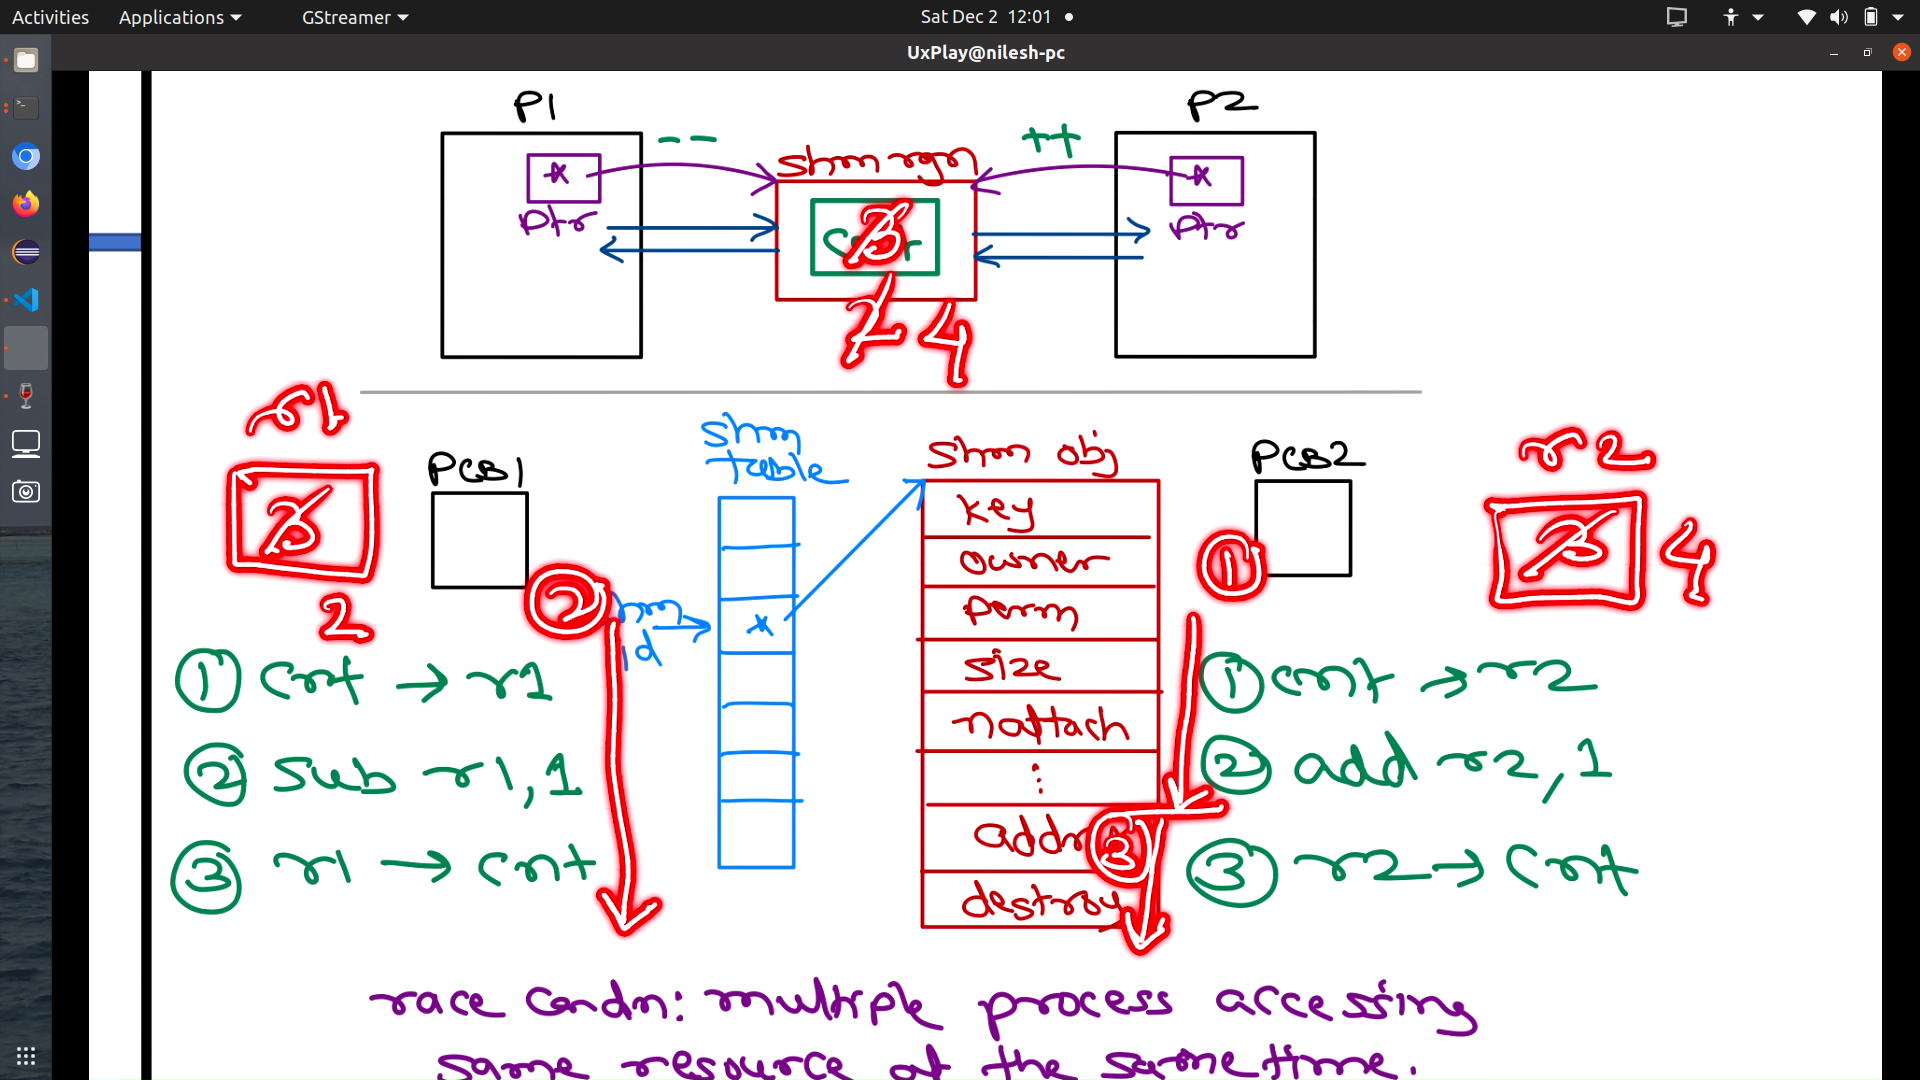 Activities Applications GStreamer Sat Dec 2 12:01
UxPlay@nilesh-pc
P1 -- ++ P2
shm rgn
* *
ptr 3 ptr
2 4
r1 shm table shm obj r2
PCB1 PCB2
3 key 3 4
2 owner 1
2 shm id * perm
1 cnt → r1 size 1 cnt → r2
nattach
2 sub r1, 1 2 add r2, 1
addr 3
3 r1 → cnt 3 r2 → cnt
destroy
race condn: multiple process accessing
same resource at the same time.